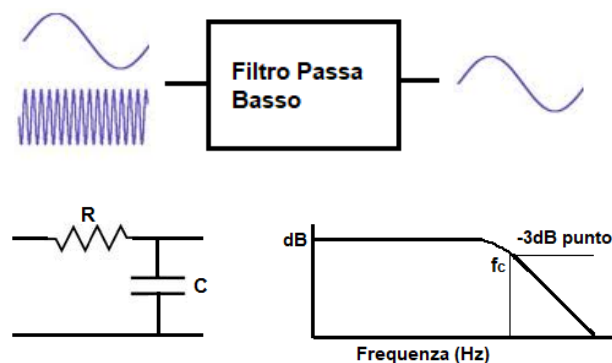 Filtro Passa
Basso
R
C
dB
-3dB punto
fc
Frequenza (Hz)